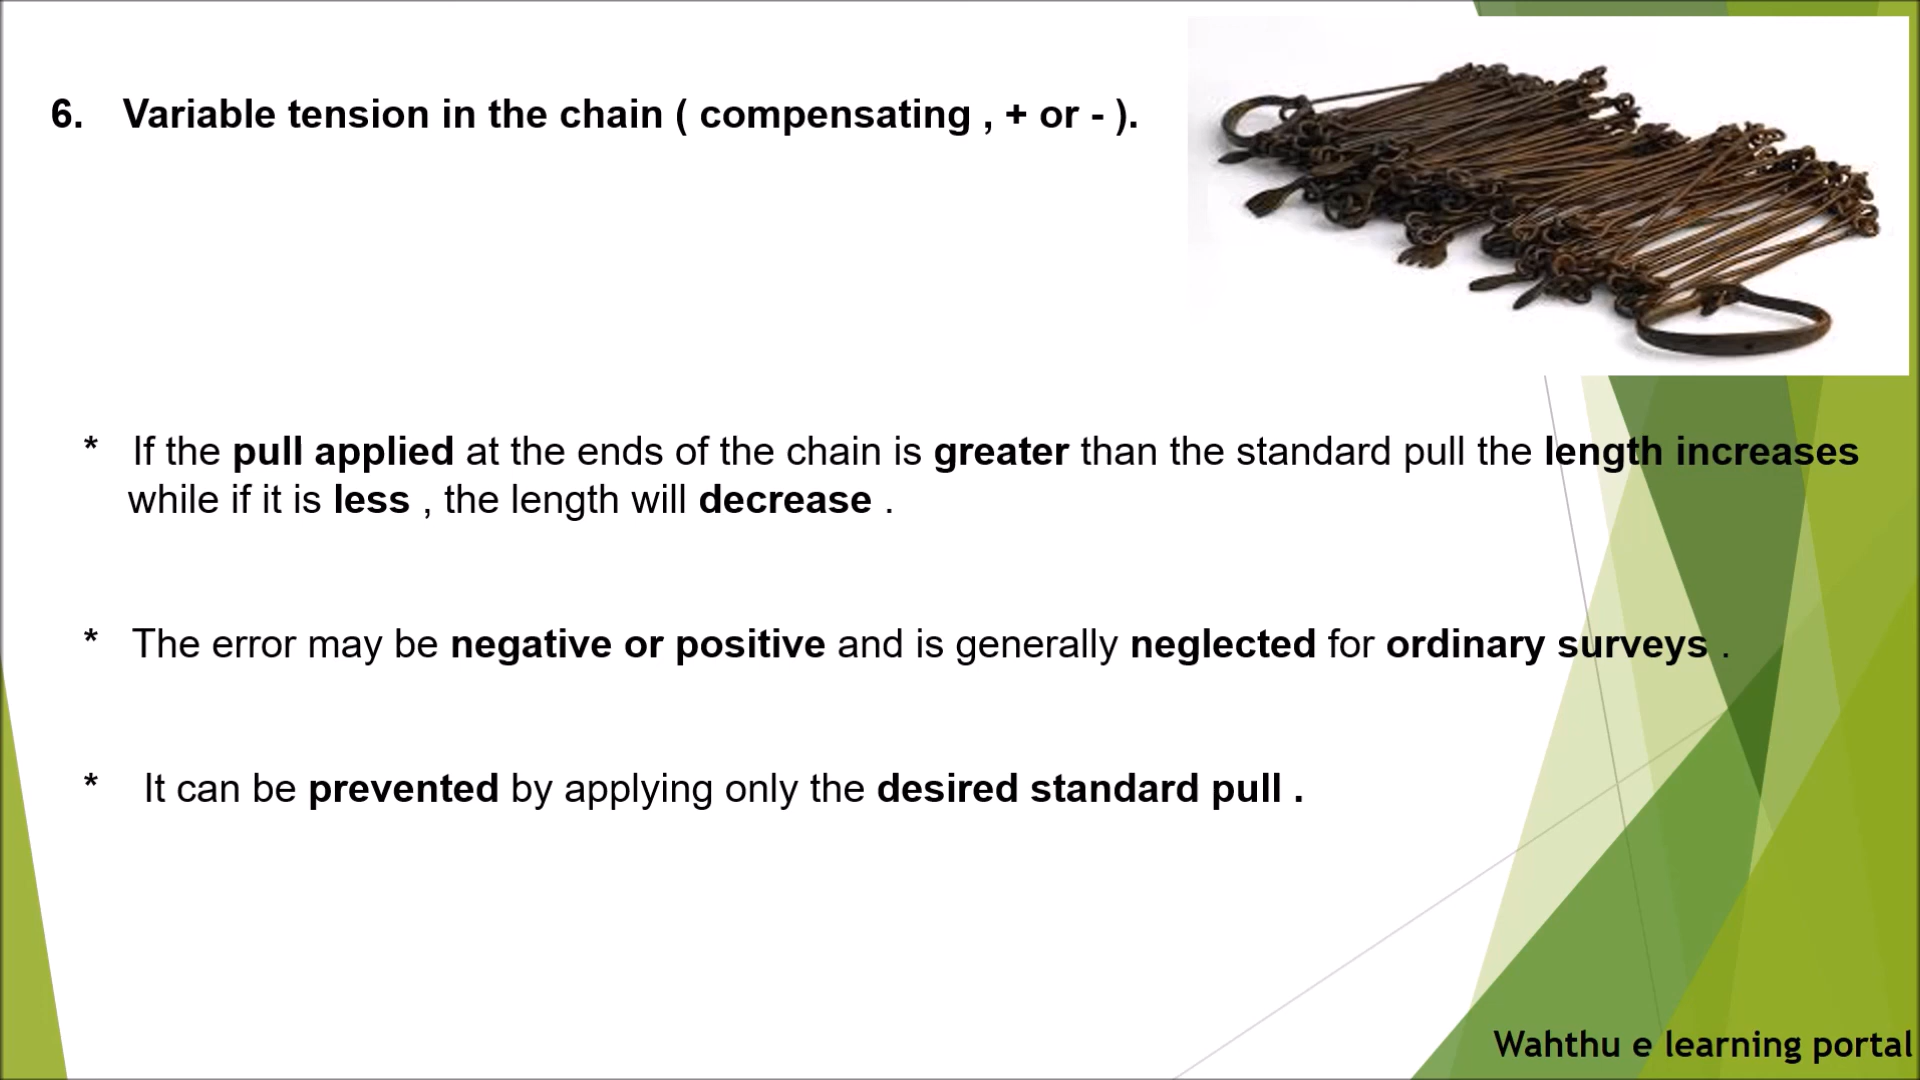 6. Variable tension in the chain ( compensating , + or - ).
* If the pull applied at the ends of the chain is greater than the standard pull the length increases
while if it is less , the length will decrease .
* The error may be negative or positive and is generally neglected for ordinary surveys .
* It can be prevented by applying only the desired standard pull .
Wahthu e learning portal